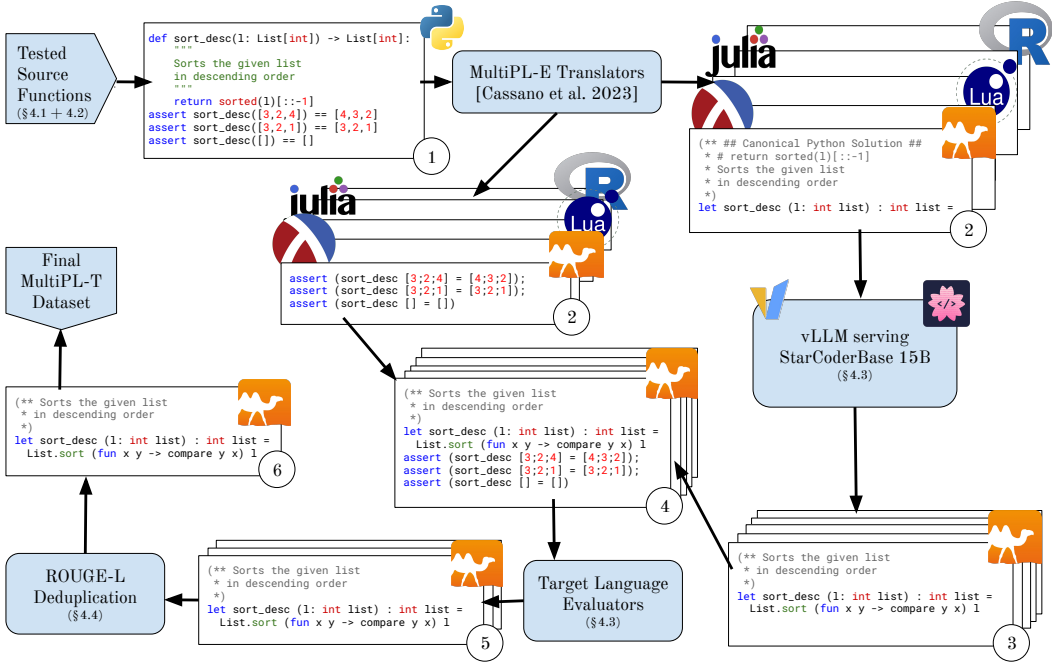 Tested
Source
Functions
(§4.1 + 4.2)
def sort_desc(l: List[int]) -> List[int]:
"""
Sorts the given list
in descending order
"""
return sorted(l)[::-1]
assert sort_desc([3,2,4]) == [4,3,2]
assert sort_desc([3,2,1]) == [3,2,1]
assert sort_desc([]) == []
1
MultiPL-E Translators
[Cassano et al. 2023]
julia
R
Lua
(** ## Canonical Python Solution ##
* # return sorted(l)[::-1]
* Sorts the given list
* in descending order
*)
let sort_desc (l: int list) : int list =
2
julia
R
Lua
assert (sort_desc [3;2;4] = [4;3;2]);
assert (sort_desc [3;2;1] = [3;2;1]);
assert (sort_desc [] = [])
2
vLLM serving
StarCoderBase 15B
(§4.3)
</>
(** Sorts the given list
* in descending order
*)
let sort_desc (l: int list) : int list =
List.sort (fun x y -> compare y x) l
3
(** Sorts the given list
* in descending order
*)
let sort_desc (l: int list) : int list =
List.sort (fun x y -> compare y x) l
assert (sort_desc [3;2;4] = [4;3;2]);
assert (sort_desc [3;2;1] = [3;2;1]);
assert (sort_desc [] = [])
4
Target Language
Evaluators
(§4.3)
(** Sorts the given list
* in descending order
*)
let sort_desc (l: int list) : int list =
List.sort (fun x y -> compare y x) l
5
ROUGE-L
Deduplication
(§4.4)
(** Sorts the given list
* in descending order
*)
let sort_desc (l: int list) : int list =
List.sort (fun x y -> compare y x) l
6
Final
MultiPL-T
Dataset